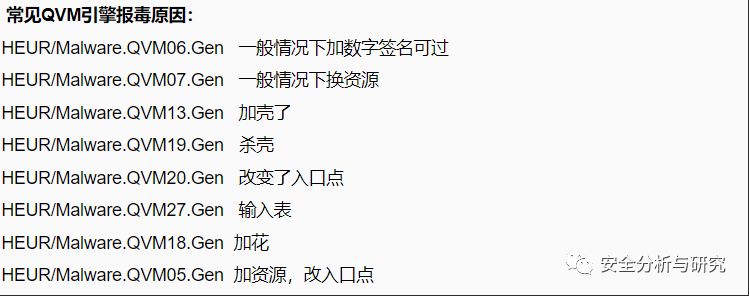 常见QVM引擎报毒原因：
HEUR/Malware.QVM06.Gen 一般情况下加数字签名可过
HEUR/Malware.QVM07.Gen 一般情况下换资源
HEUR/Malware.QVM13.Gen 加壳了
HEUR/Malware.QVM19.Gen 杀壳
HEUR/Malware.QVM20.Gen 改变了入口点
HEUR/Malware.QVM27.Gen 输入表
HEUR/Malware.QVM18.Gen 加花
HEUR/Malware.QVM05.Gen 加资源，改入口点
安全分析与研究